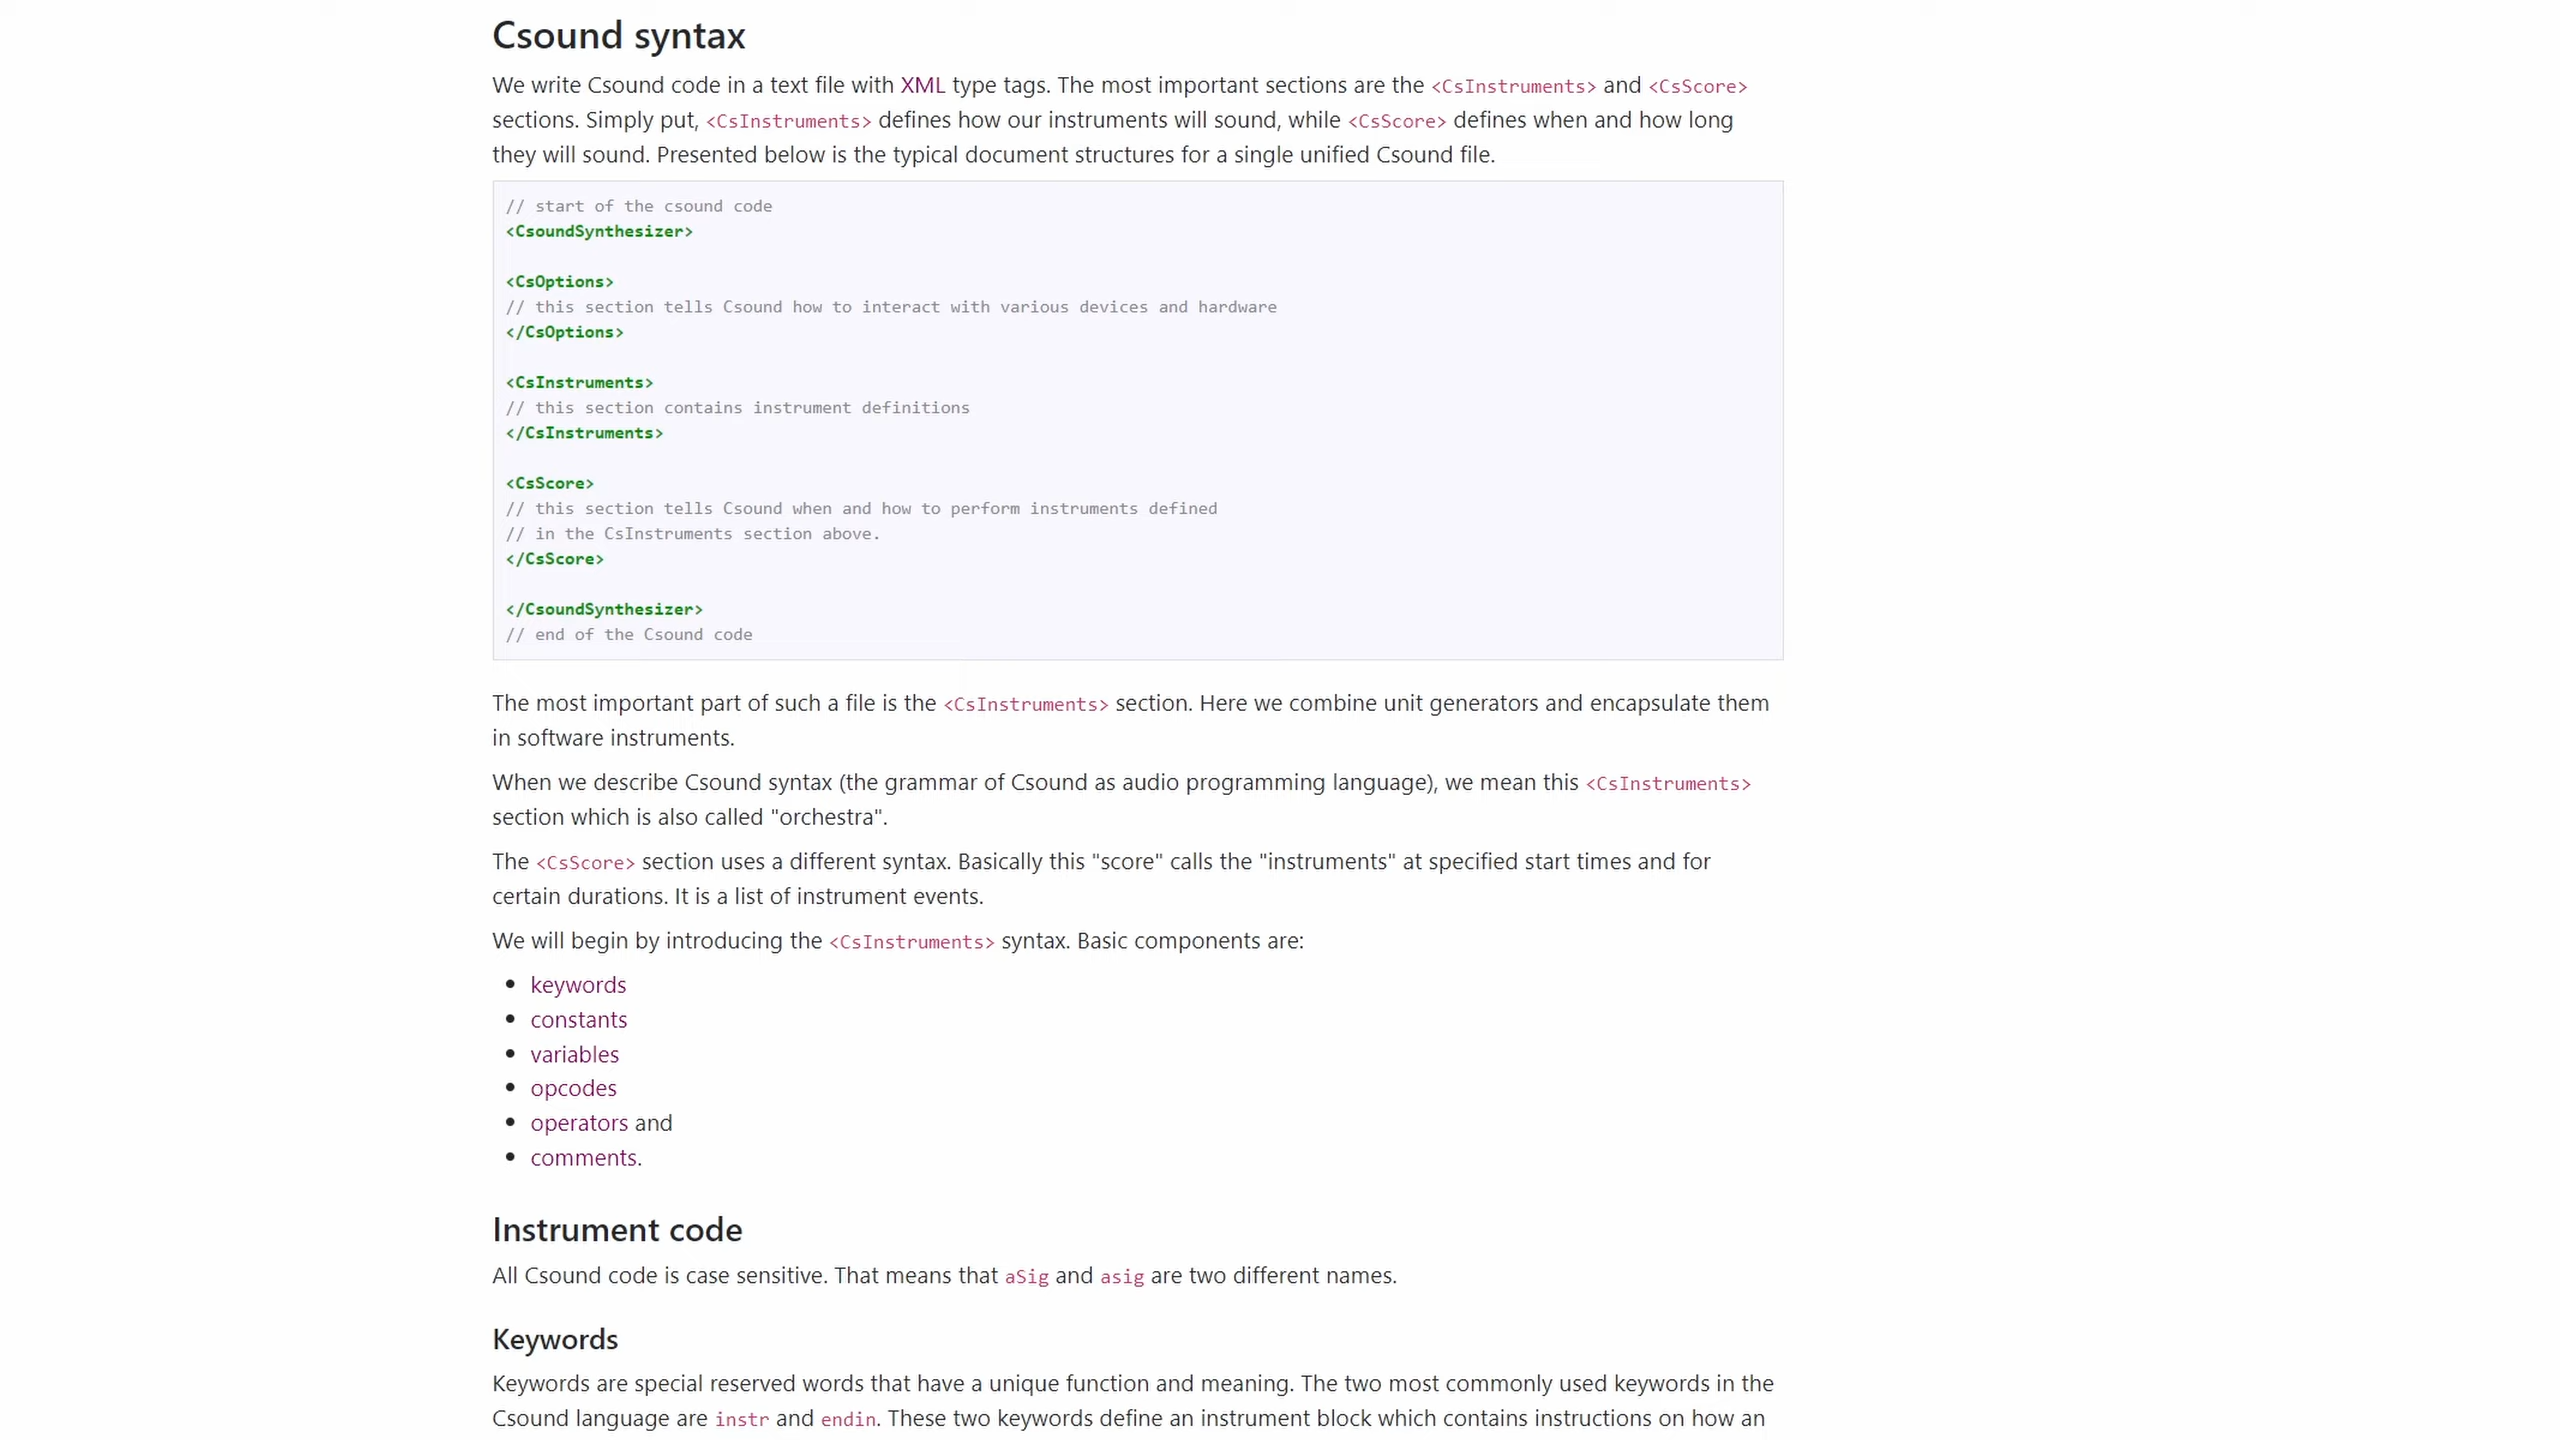 Csound syntax
We write Csound code in a text file with XML type tags. The most important sections are the <CsInstruments> and <CsScore>
sections. Simply put, <CsInstruments> defines how our instruments will sound, while <CsScore> defines when and how long
they will sound. Presented below is the typical document structures for a single unified Csound file.
// start of the csound code
<CsoundSynthesizer>
<CsOptions>
// this section tells Csound how to interact with various devices and hardware
</CsOptions>
<CsInstruments>
// this section contains instrument definitions
</CsInstruments>
<CsScore>
// this section tells Csound when and how to perform instruments defined
// in the CsInstruments section above.
</CsScore>
</CsoundSynthesizer>
// end of the Csound code
The most important part of such a file is the <CsInstruments> section. Here we combine unit generators and encapsulate them
in software instruments.
When we describe Csound syntax (the grammar of Csound as audio programming language), we mean this <CsInstruments>
section which is also called "orchestra".
The <CsScore> section uses a different syntax. Basically this "score" calls the "instruments" at specified start times and for
certain durations. It is a list of instrument events.
We will begin by introducing the <CsInstruments> syntax. Basic components are:
• keywords
• constants
• variables
• opcodes
• operators and
• comments.
Instrument code
All Csound code is case sensitive. That means that aSig and asig are two different names.
Keywords
Keywords are special reserved words that have a unique function and meaning. The two most commonly used keywords in the
Csound language are instr and endin. These two keywords define an instrument block which contains instructions on how an